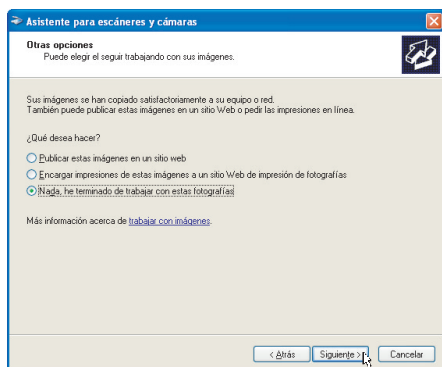 Asistente para escáneres y cámaras
Otras opciones
Puede elegir el seguir trabajando con sus imágenes.
Sus imágenes se han copiado satisfactoriamente a su equipo o red.
También puede publicar estas imágenes en un sitio Web o pedir las impresiones en línea.
¿Qué desea hacer?
Publicar estas imágenes en un sitio web
Encargar impresiones de estas imágenes a un sitio Web de impresión de fotografías
Nada, he terminado de trabajar con estas fotografías
Más información acerca de trabajar con imágenes.
< Atrás Siguiente > Cancelar